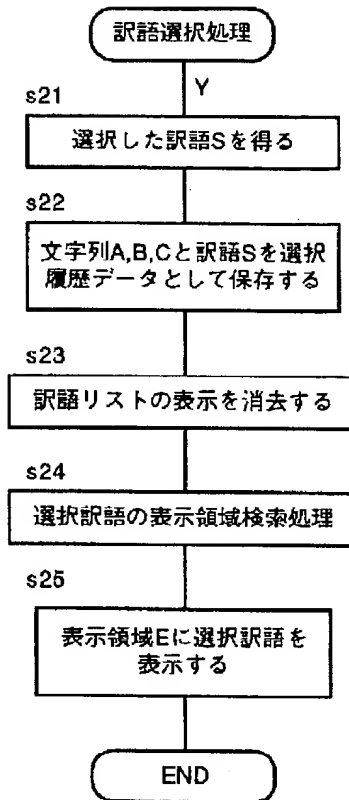 訳語選択処理
Y
s21
選択した訳語Sを得る
s22
文字列A,B,Cと訳語Sを選択
履歴データとして保存する
s23
訳語リストの表示を消去する
s24
選択訳語の表示領域検索処理
s25
表示領域Eに選択訳語を
表示する
END